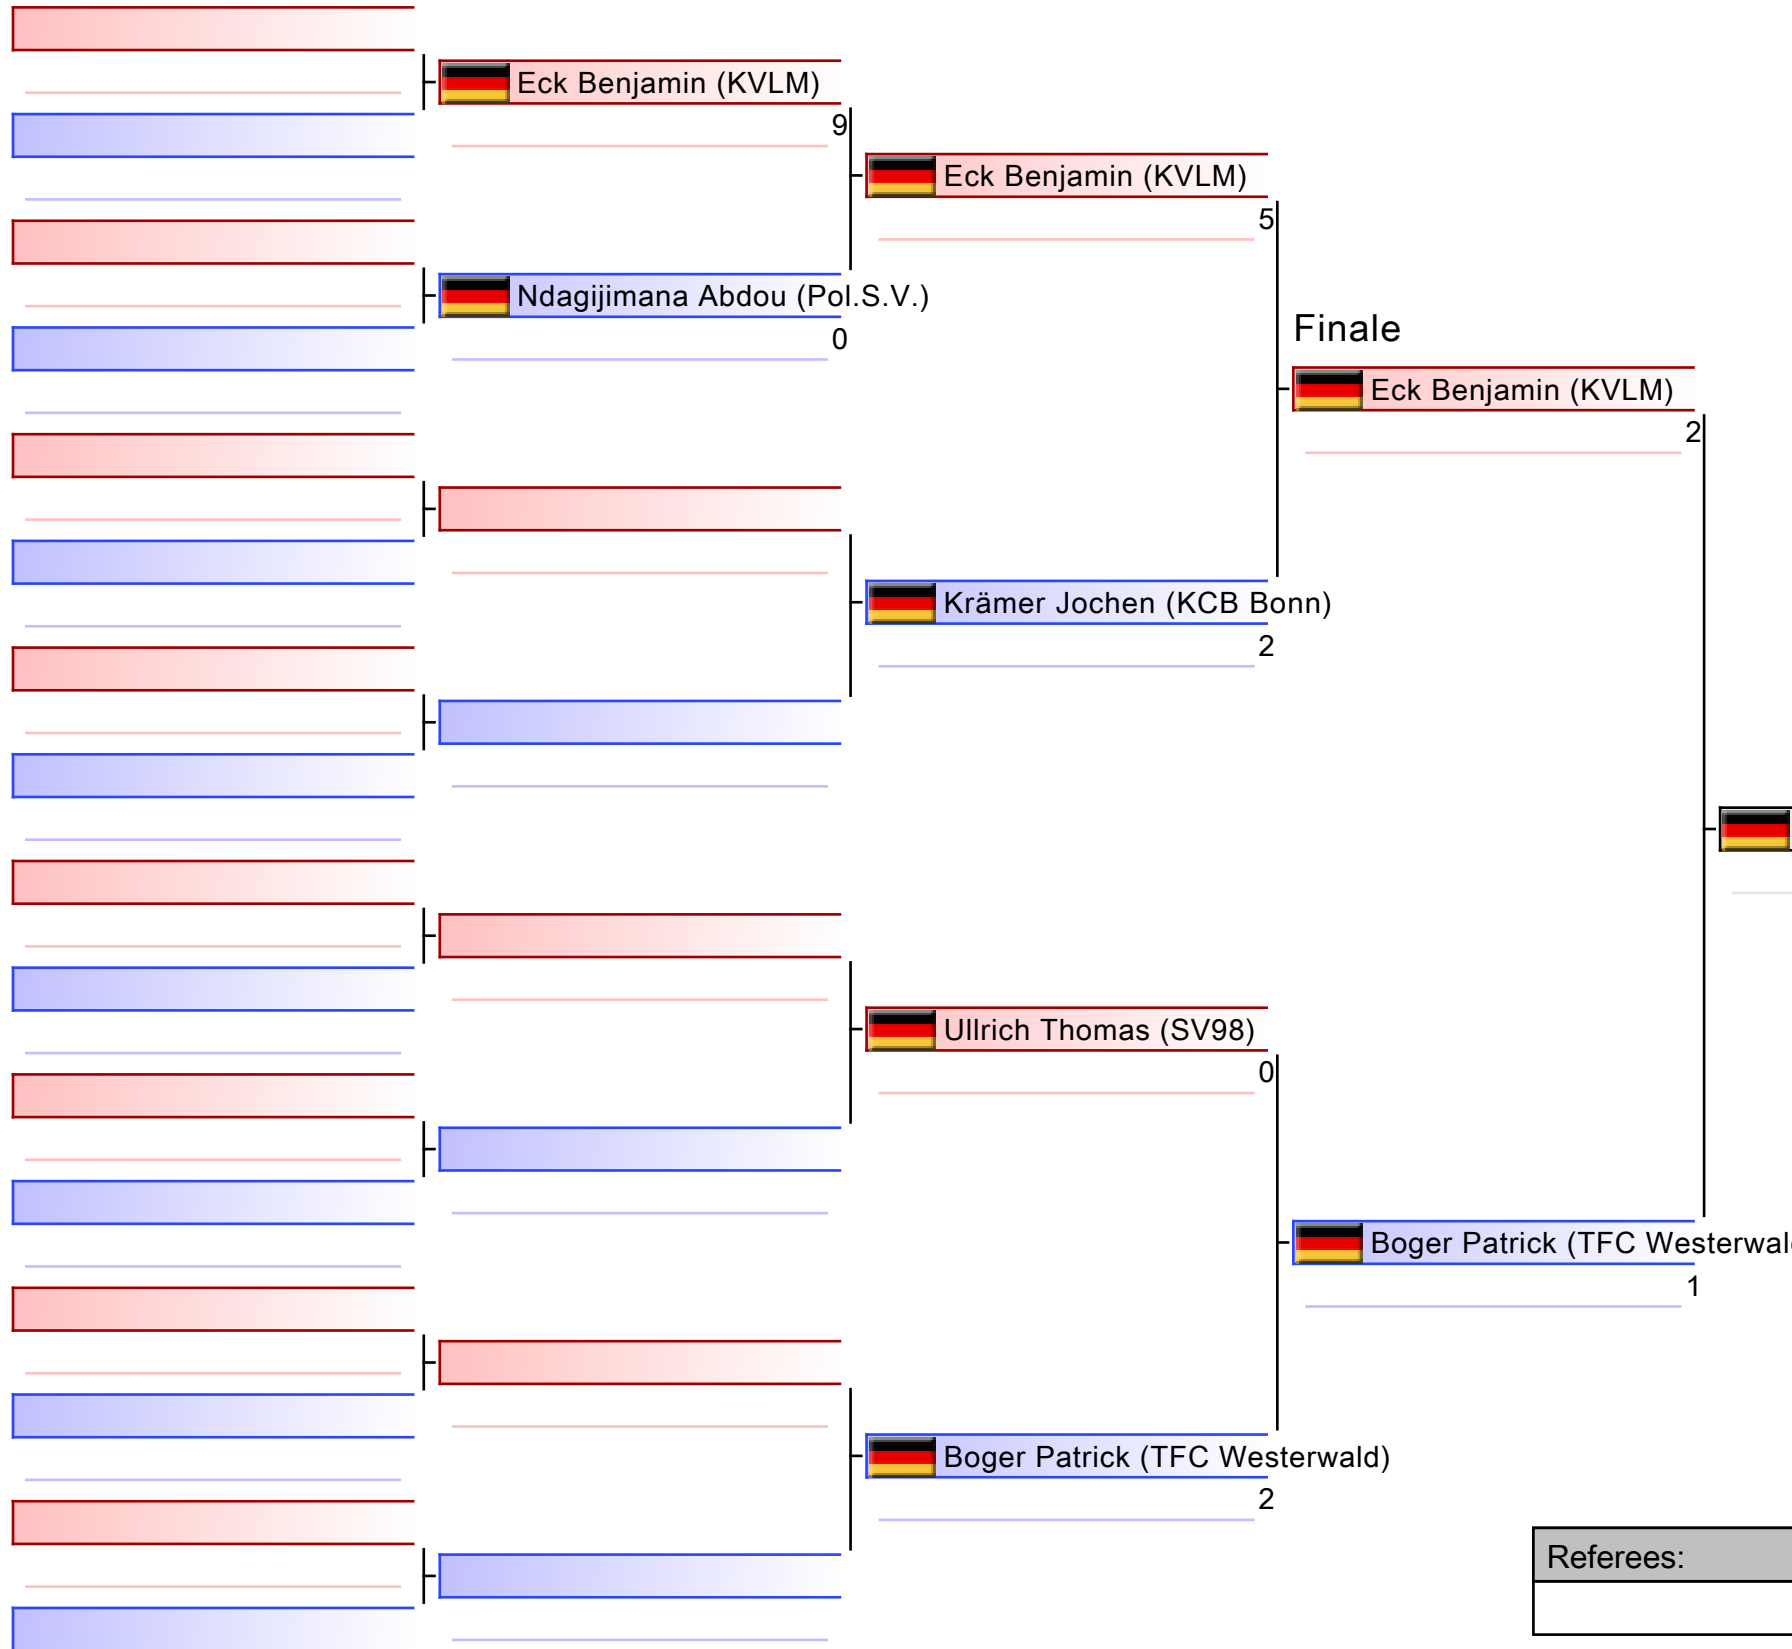 Eck Benjamin (KVLM)
9
Eck Benjamin (KVLM)
5
Ndagijimana Abdou (Pol.S.V.)
0
Finale
Eck Benjamin (KVLM)
2
Krämer Jochen (KCB Bonn)
2
Ullrich Thomas (SV98)
0
Boger Patrick (TFC Westerwal
1
Boger Patrick (TFC Westerwald)
2
Referees: